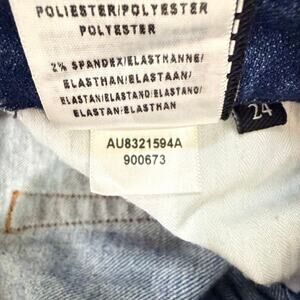 POLIESTER/POLYESTER
POLYESTER
2% SPANDEX/ELASTHANNE/
ELASTHAN/ELASTAAN/
ELASTAN/ELASTANO/ELASTANO/
ELASTAN/ELASTHAN
24
AU8321594A
900673